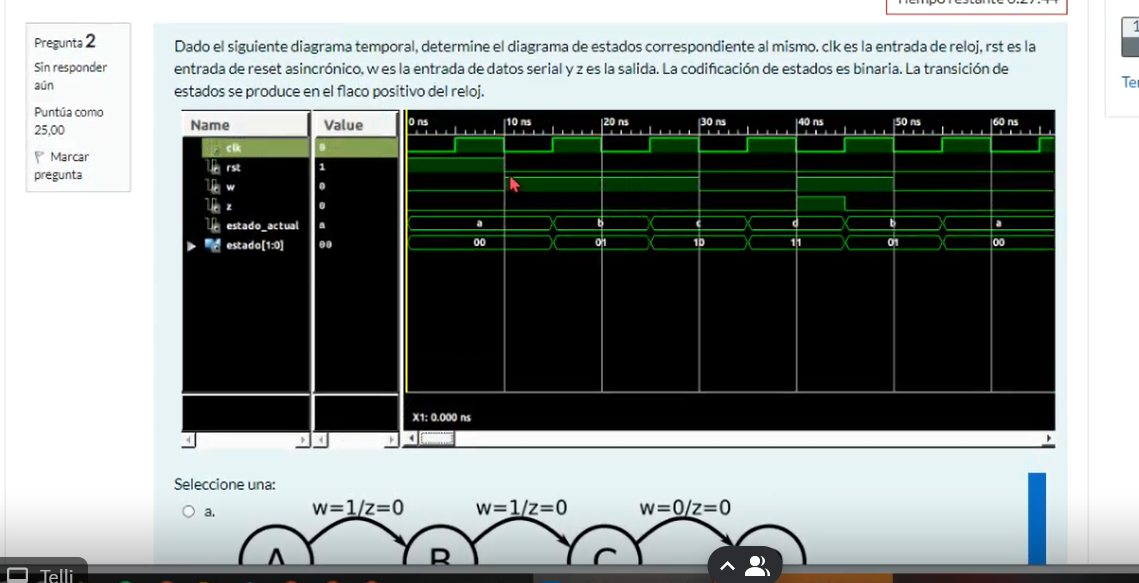 Tiempo restante 0:27:44
Pregunta 2
Sin responder
aún
Puntúa como
25,00
Marcar
pregunta
Dado el siguiente diagrama temporal, determine el diagrama de estados correspondiente al mismo. clk es la entrada de reloj, rst es la
entrada de reset asincrónico, w es la entrada de datos serial y z es la salida. La codificación de estados es binaria. La transición de
estados se produce en el flaco positivo del reloj.
Name Value 0 ns 10 ns 20 ns 30 ns 40 ns 50 ns 60 ns
clk 0
rst 1
w 0
z 0
estado_actual a a b c d b a
estado[1:0] 00 00 01 10 11 01 00
X1: 0.000 ns
Seleccione una:
a.
w=1/z=0 w=1/z=0 w=0/z=0
A B C
1
Telli